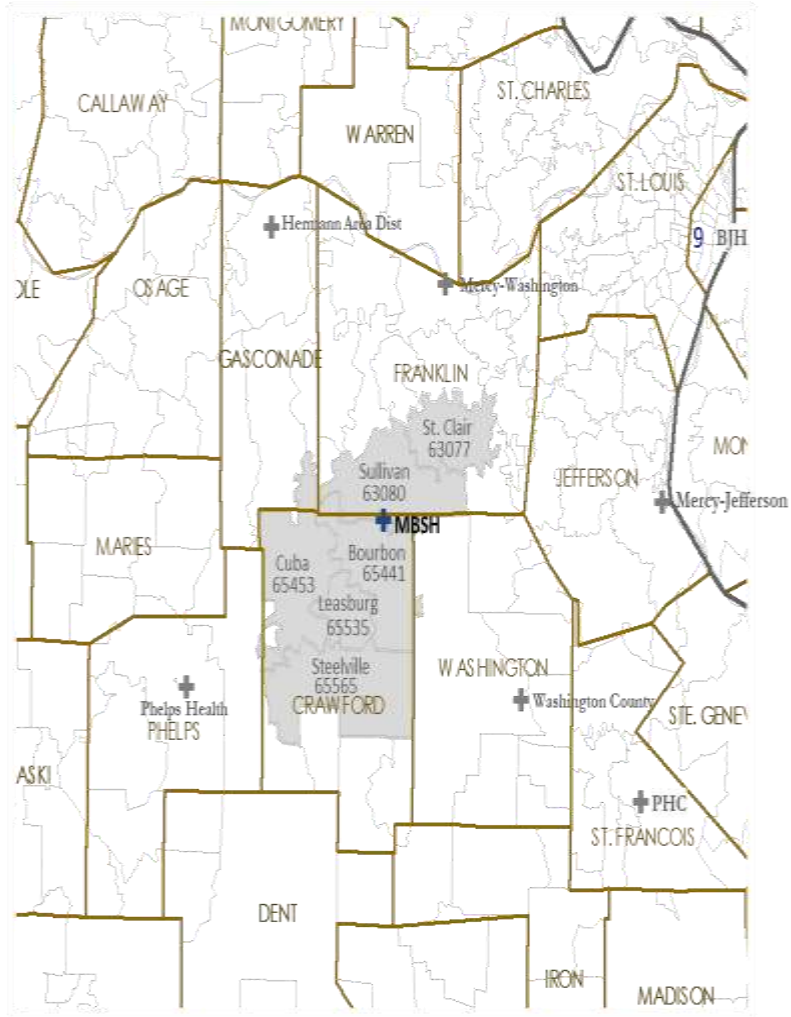 MONTGOMERY
CALLAWAY
ST. CHARLES
WARREN
ST. LOUIS
Hermann Area Dist
9 BJH
OLE
OSAGE
Mercy-Washington
GASCONADE
FRANKLIN
St. Clair
63077
MON
Sullivan
63080
JEFFERSON
Mercy-Jefferson
MBSH
MARIES
Cuba
65453
Bourbon
65441
Leasburg
65535
Steelville
65565
CRAWFORD
WASHINGTON
Washington County
Phelps Health
PHELPS
STE. GENEV
ASKI
PHC
ST. FRANCOIS
DENT
IRON
MADISON